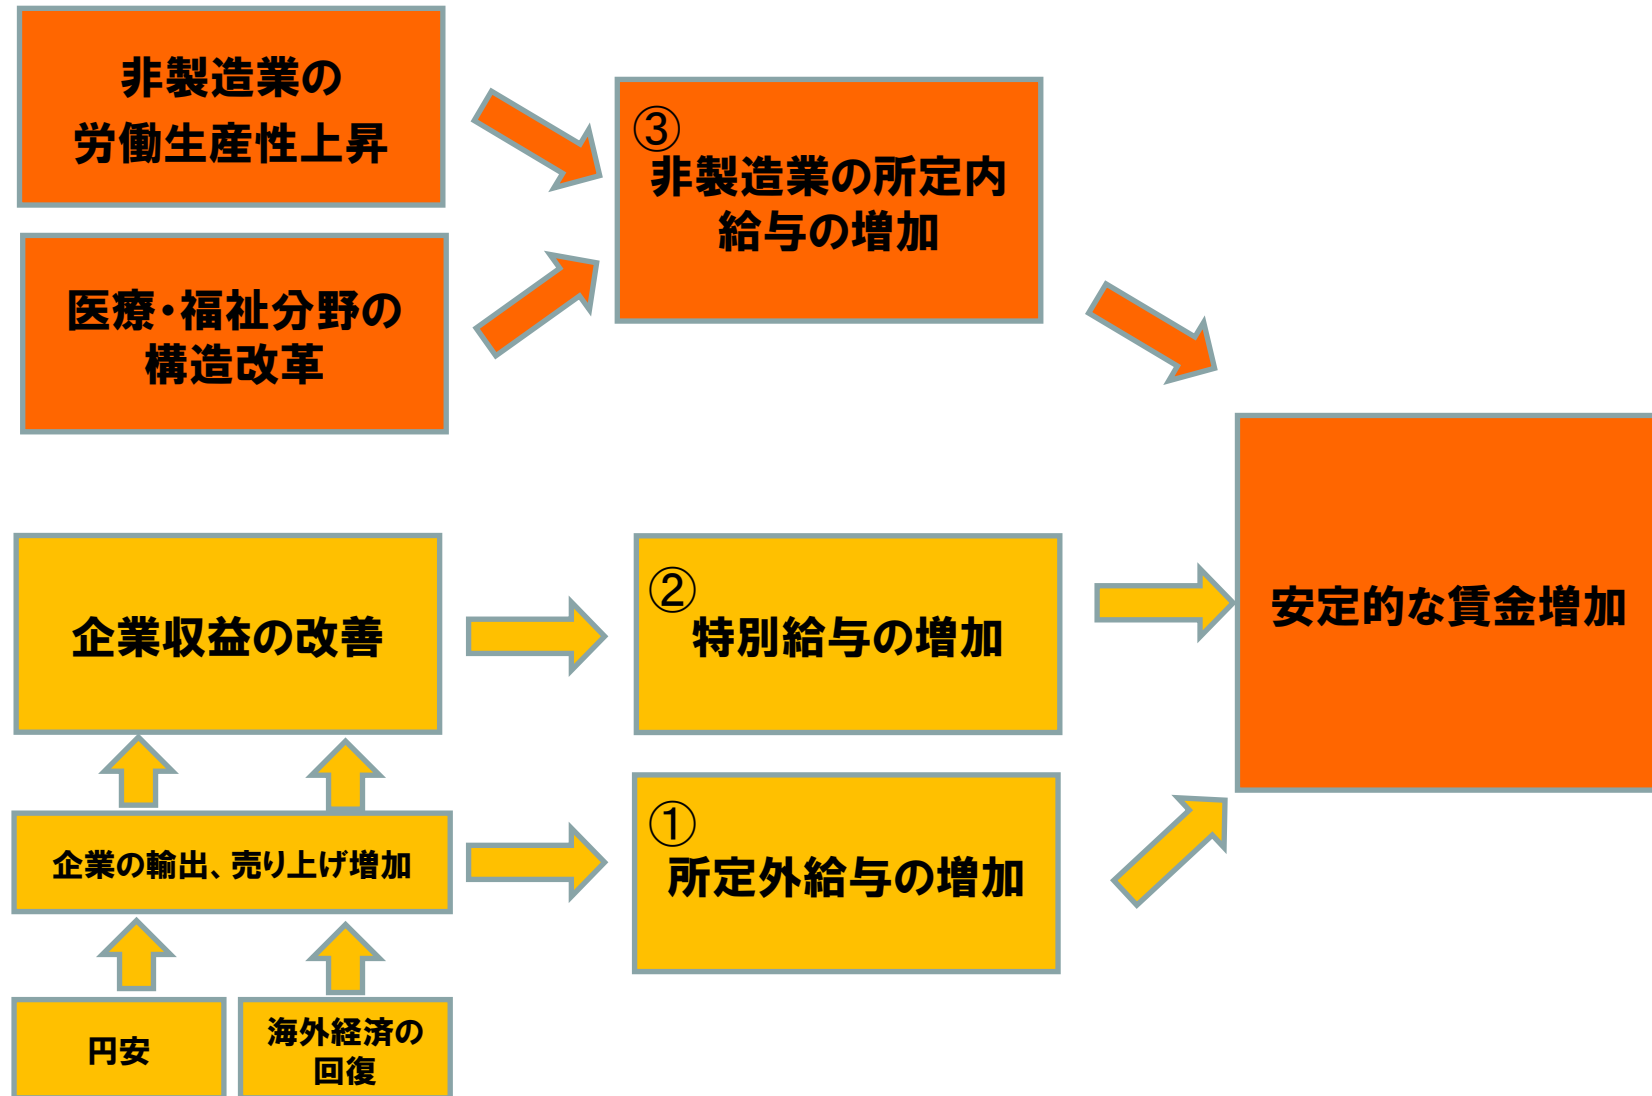 非製造業の
労働生産性上昇
医療・福祉分野の
構造改革
③
非製造業の所定内
給与の増加
企業収益の改善
②
特別給与の増加
安定的な賃金増加
企業の輸出、売り上げ増加
①
所定外給与の増加
円安
海外経済の
回復